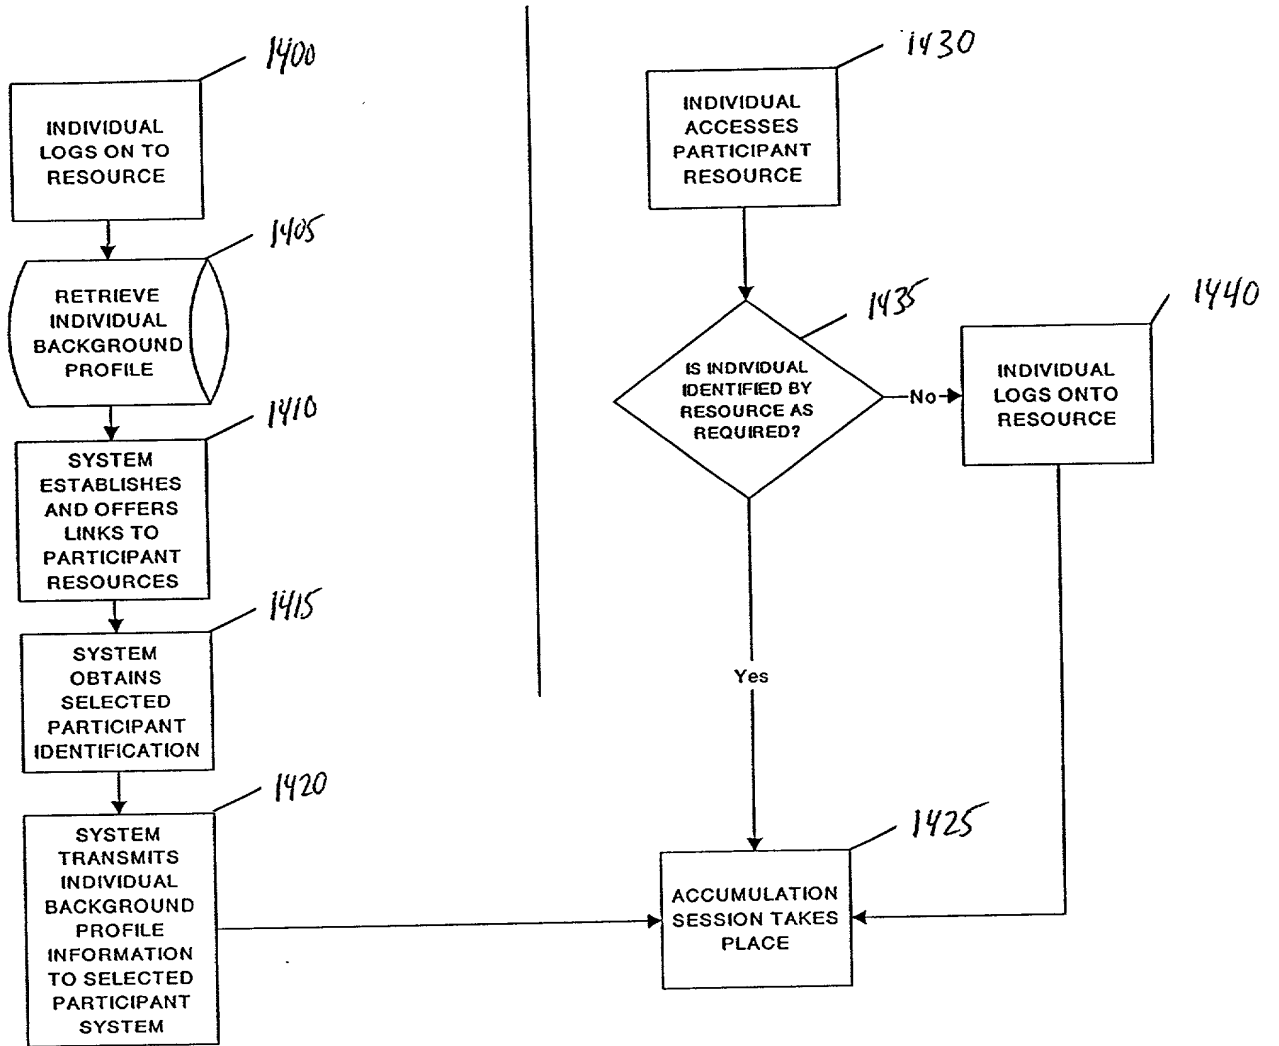 1400
INDIVIDUAL
LOGS ON TO
RESOURCE
1405
RETRIEVE
INDIVIDUAL
BACKGROUND
PROFILE
1410
SYSTEM
ESTABLISHES
AND OFFERS
LINKS TO
PARTICIPANT
RESOURCES
1415
SYSTEM
OBTAINS
SELECTED
PARTICIPANT
IDENTIFICATION
1420
SYSTEM
TRANSMITS
INDIVIDUAL
BACKGROUND
PROFILE
INFORMATION
TO SELECTED
PARTICIPANT
SYSTEM
1430
INDIVIDUAL
ACCESSES
PARTICIPANT
RESOURCE
1435
IS INDIVIDUAL
IDENTIFIED BY
RESOURCE AS
REQUIRED?
No
1440
INDIVIDUAL
LOGS ONTO
RESOURCE
Yes
1425
ACCUMULATION
SESSION TAKES
PLACE